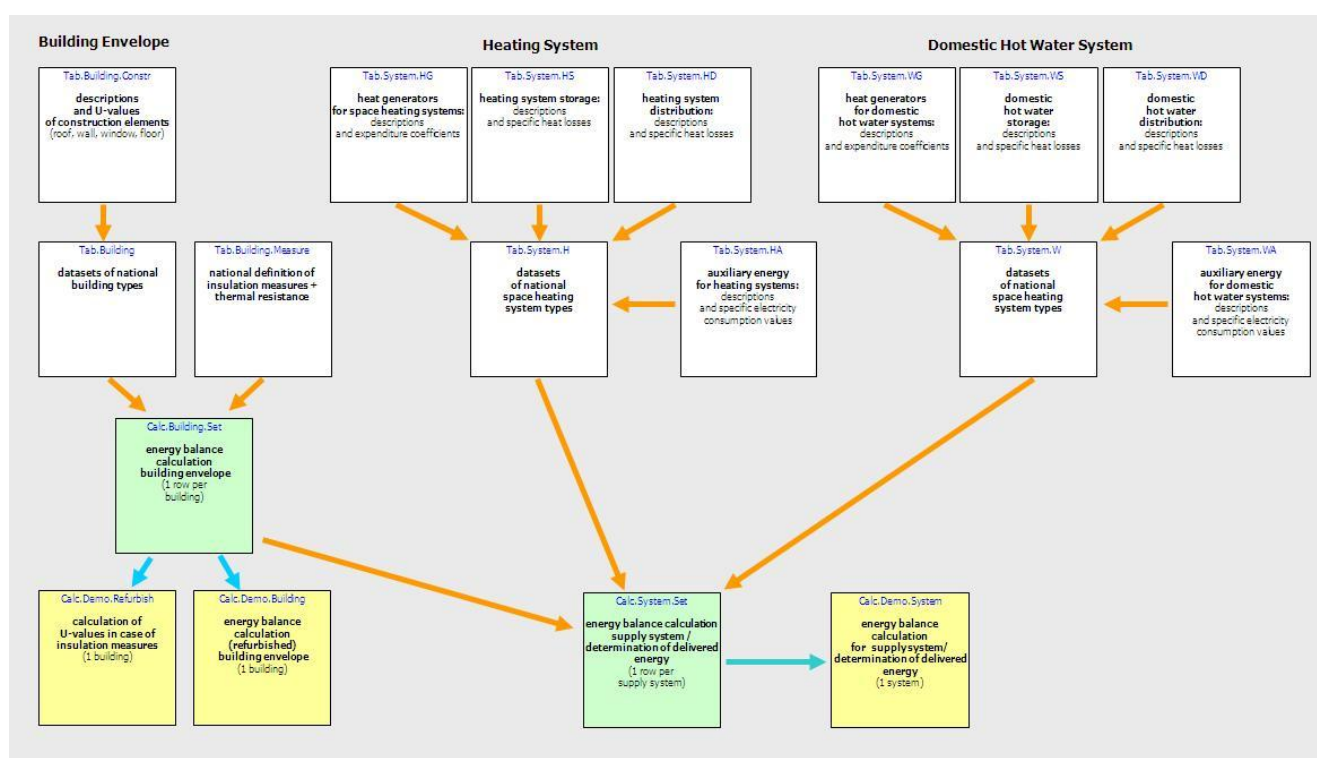 Building Envelope
Heating System
Domestic Hot Water System
Tab.Building.Constr
descriptions
and U-values
of construction elements
(roof, wall, window, floor)
Tab.System.HG
heat generators
for space heating systems:
descriptions
and expenditure coefficients
Tab.System.HS
heating system storage:
descriptions
and specific heat losses
Tab.System.HD
heating system
distribution:
descriptions
and specific heat losses
Tab.System.WG
heat generators
for domestic
hot water systems:
descriptions
and expenditure coefficients
Tab.System.WS
domestic
hot water
storage:
descriptions
and specific heat losses
Tab.System.WD
domestic
hot water
distribution:
descriptions
and specific heat losses
Tab.Building
datasets of national
building types
Tab.Building.Measure
national definition of
insulation measures +
thermal resistance
Tab.System.H
datasets
of national
space heating
system types
Tab.System.HA
auxiliary energy
for heating systems:
descriptions
and specific electricity
consumption values
Tab.System.W
datasets
of national
space heating
system types
Tab.System.WA
auxiliary energy
for domestic
hot water systems:
descriptions
and specific electricity
consumption values
Calc.Building.Set
energy balance
calculation
building envelope
(1 row per
building)
Calc.Demo.Refurbish
calculation of
U-values in case of
insulation measures
(1 building)
Calc.Demo.Building
energy balance
calculation
(refurbished)
building envelope
(1 building)
Calc.System.Set
energy balance calculation
supply system /
determination of delivered
energy
(1 row per
supply system)
Calc.Demo.System
energy balance
calculation
for supplysystem/
determination of delivered
energy
(1 system)